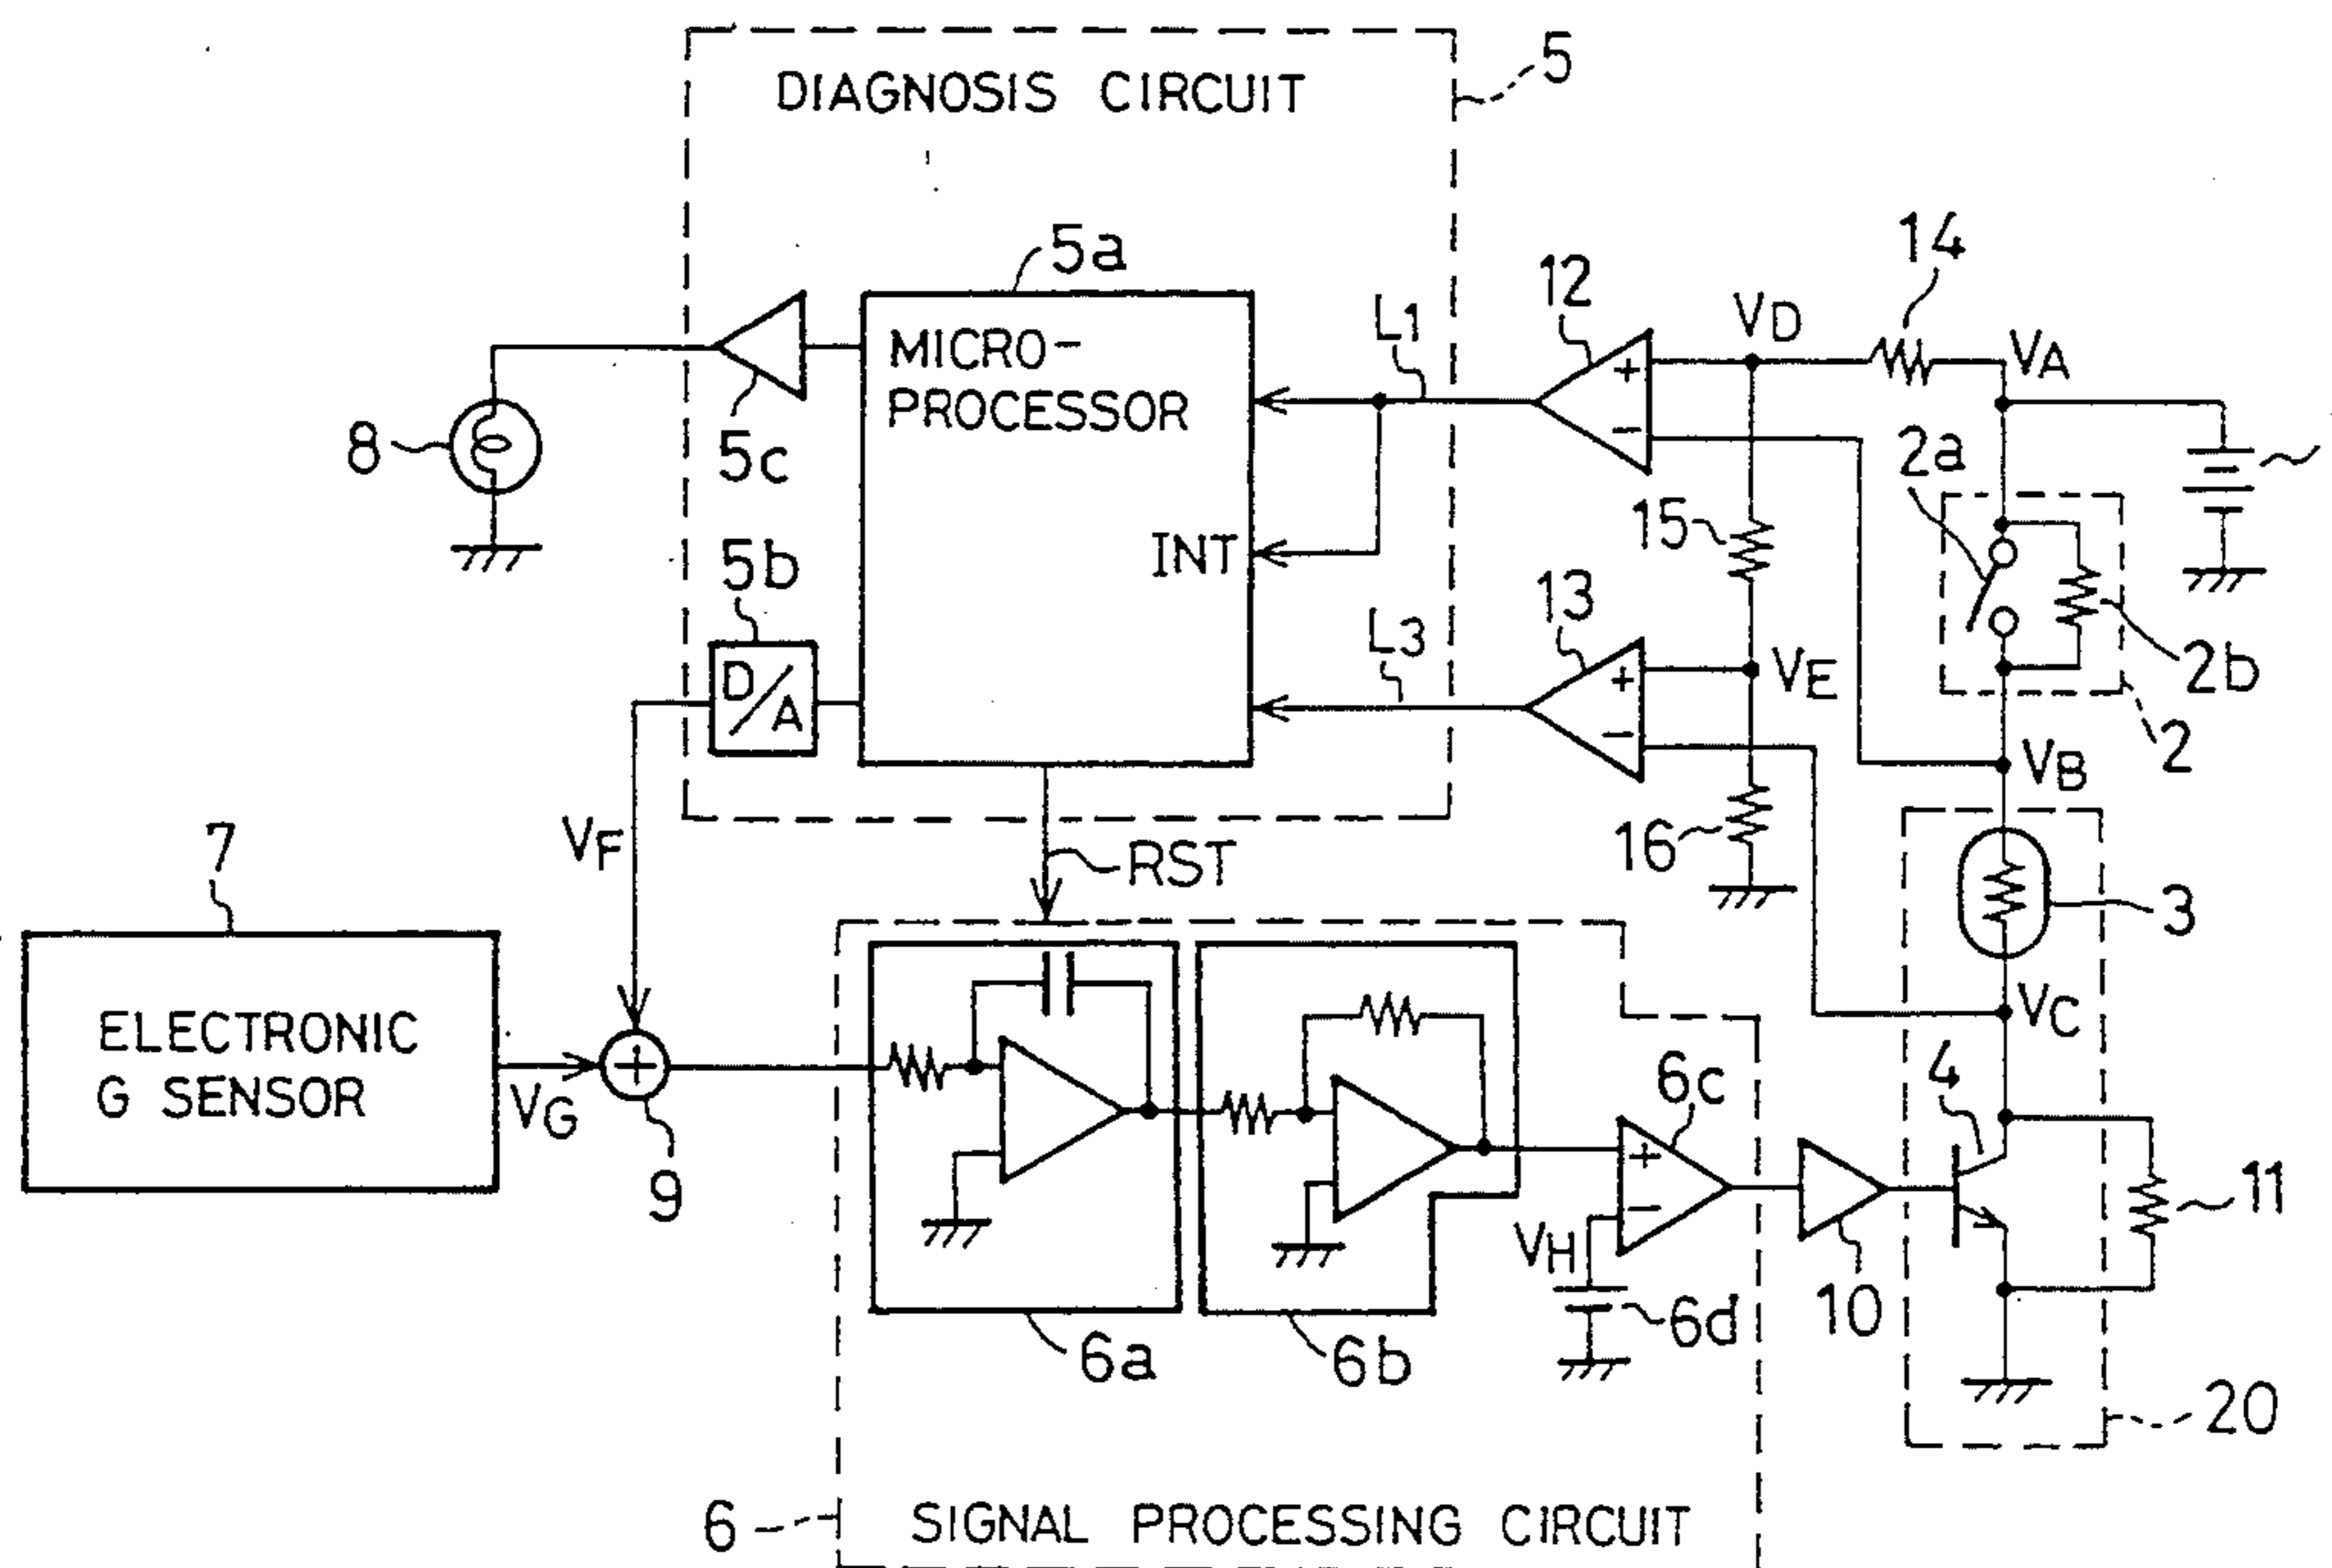 DIAGNOSIS CIRCUIT
5
5a
MICRO-
PROCESSOR
INT
5c
5b
D/A
8
L1
L3
12
13
14
15
16
VD
VA
VE
VB
VC
2a
2b
2
3
4
11
20
10
VF
RST
7
ELECTRONIC
G SENSOR
VG
9
6a
6b
6c
VH
6d
6
SIGNAL PROCESSING CIRCUIT